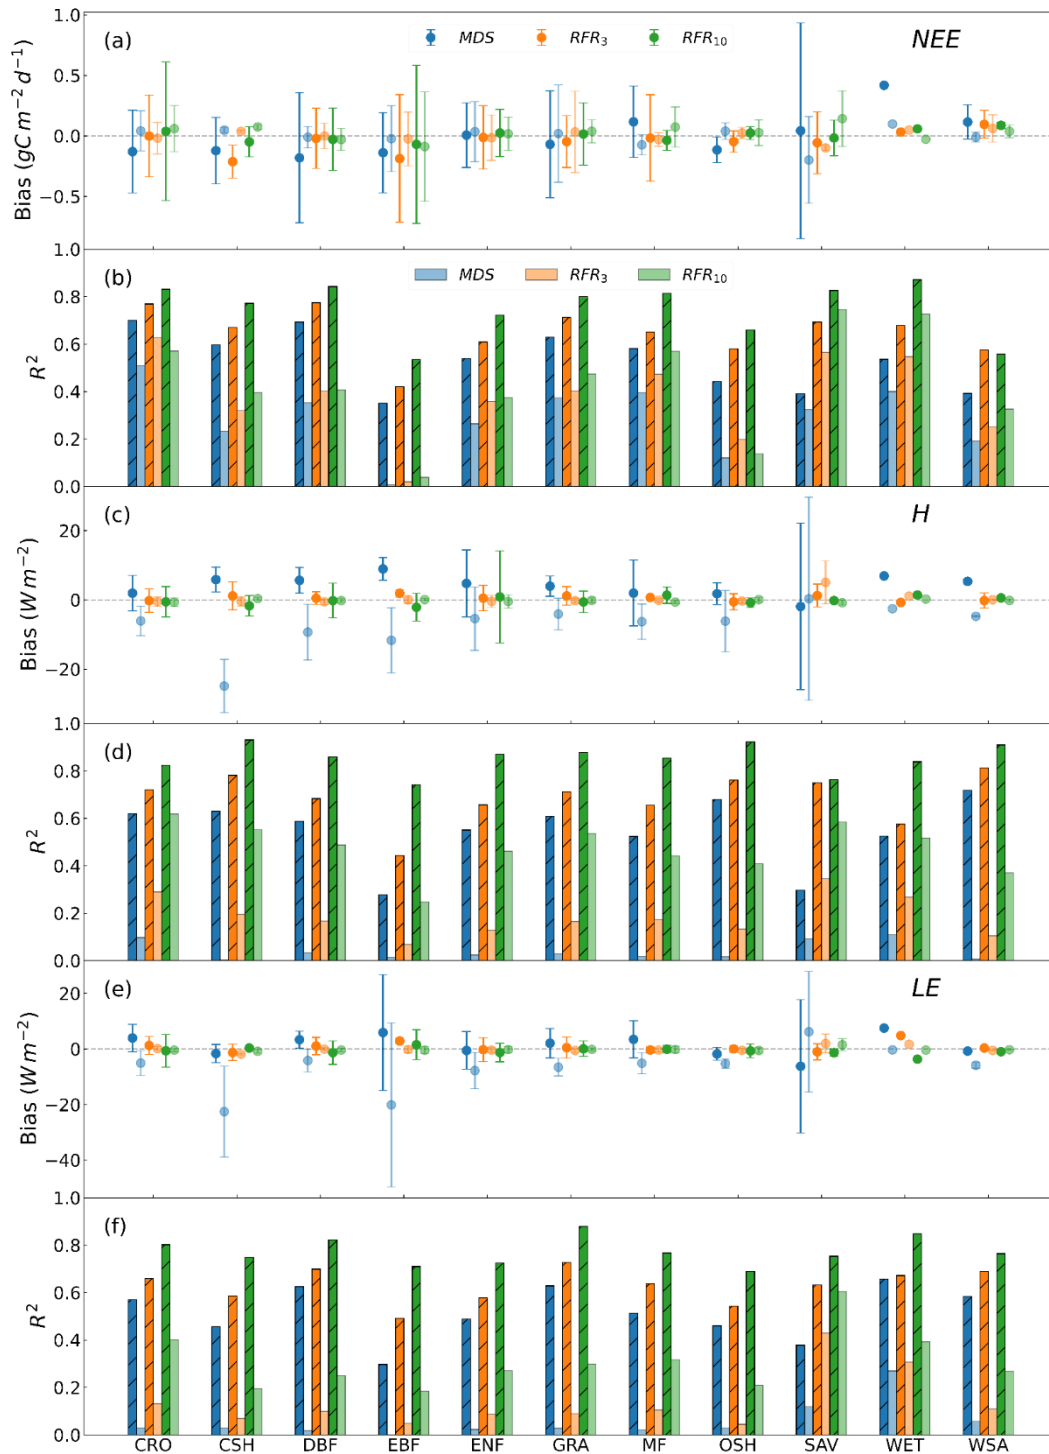 (a)
MDS
RFR3
RFR10
NEE
Bias (gC m−2 d−1)
1.0
0.5
0.0
−0.5
1.0
(b)
MDS
RFR3
RFR10
R2
0.8
0.6
0.4
0.2
0.0
(c)
H
Bias (W m−2)
20
0
−20
1.0
(d)
R2
0.8
0.6
0.4
0.2
0.0
(e)
LE
Bias (W m−2)
20
0
−20
−40
1.0
(f)
R2
0.8
0.6
0.4
0.2
0.0
CRO CSH DBF EBF ENF GRA MF OSH SAV WET WSA